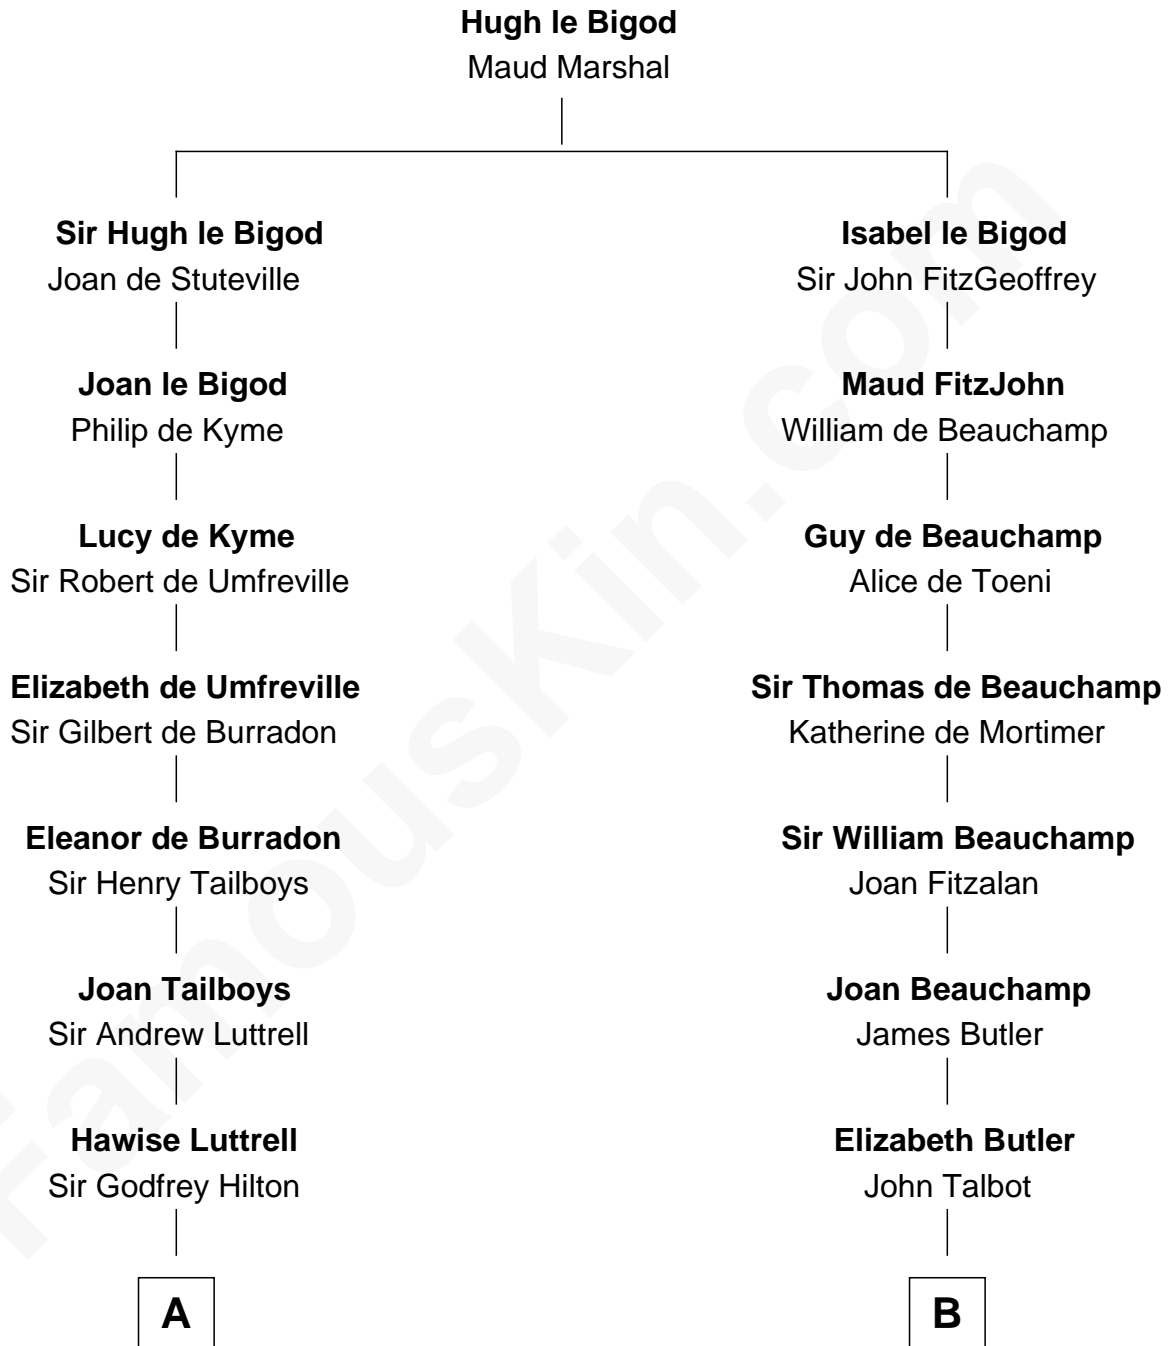 Hugh le Bigod
Maud Marshal
Sir Hugh le Bigod
Joan de Stuteville
Isabel le Bigod
Sir John FitzGeoffrey
Joan le Bigod
Philip de Kyme
Maud FitzJohn
William de Beauchamp
Lucy de Kyme
Sir Robert de Umfreville
Guy de Beauchamp
Alice de Toeni
Elizabeth de Umfreville
Sir Gilbert de Burradon
Sir Thomas de Beauchamp
Katherine de Mortimer
Eleanor de Burradon
Sir Henry Tailboys
Sir William Beauchamp
Joan Fitzalan
Joan Tailboys
Sir Andrew Luttrell
Joan Beauchamp
James Butler
Hawise Luttrell
Sir Godfrey Hilton
Elizabeth Butler
John Talbot
A
B
FamousKin.com